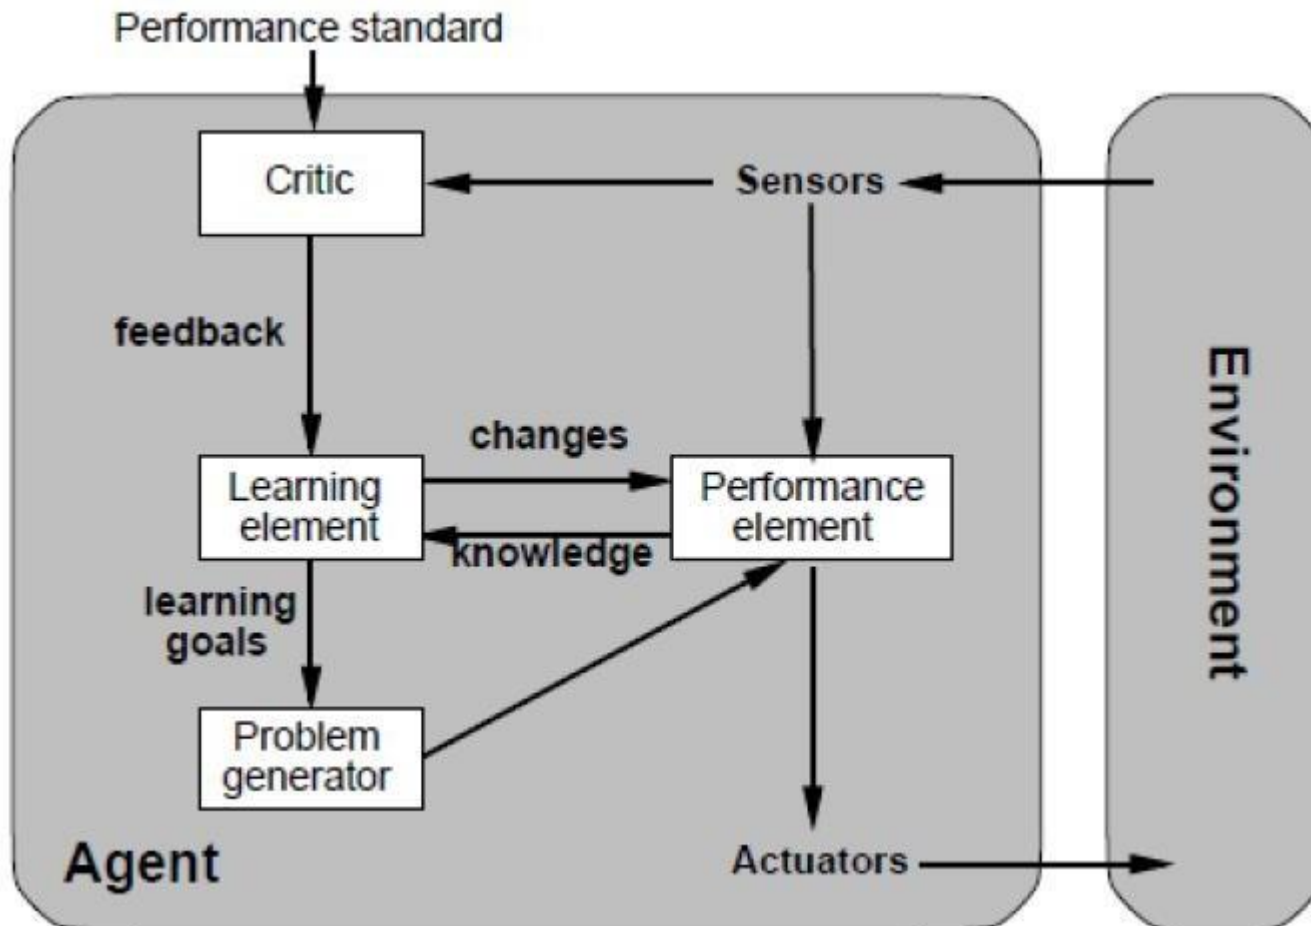 Performance standard
Critic
Sensors
feedback
changes
Learning
element
Performance
element
knowledge
learning
goals
Problem
generator
Agent
Actuators
Environment